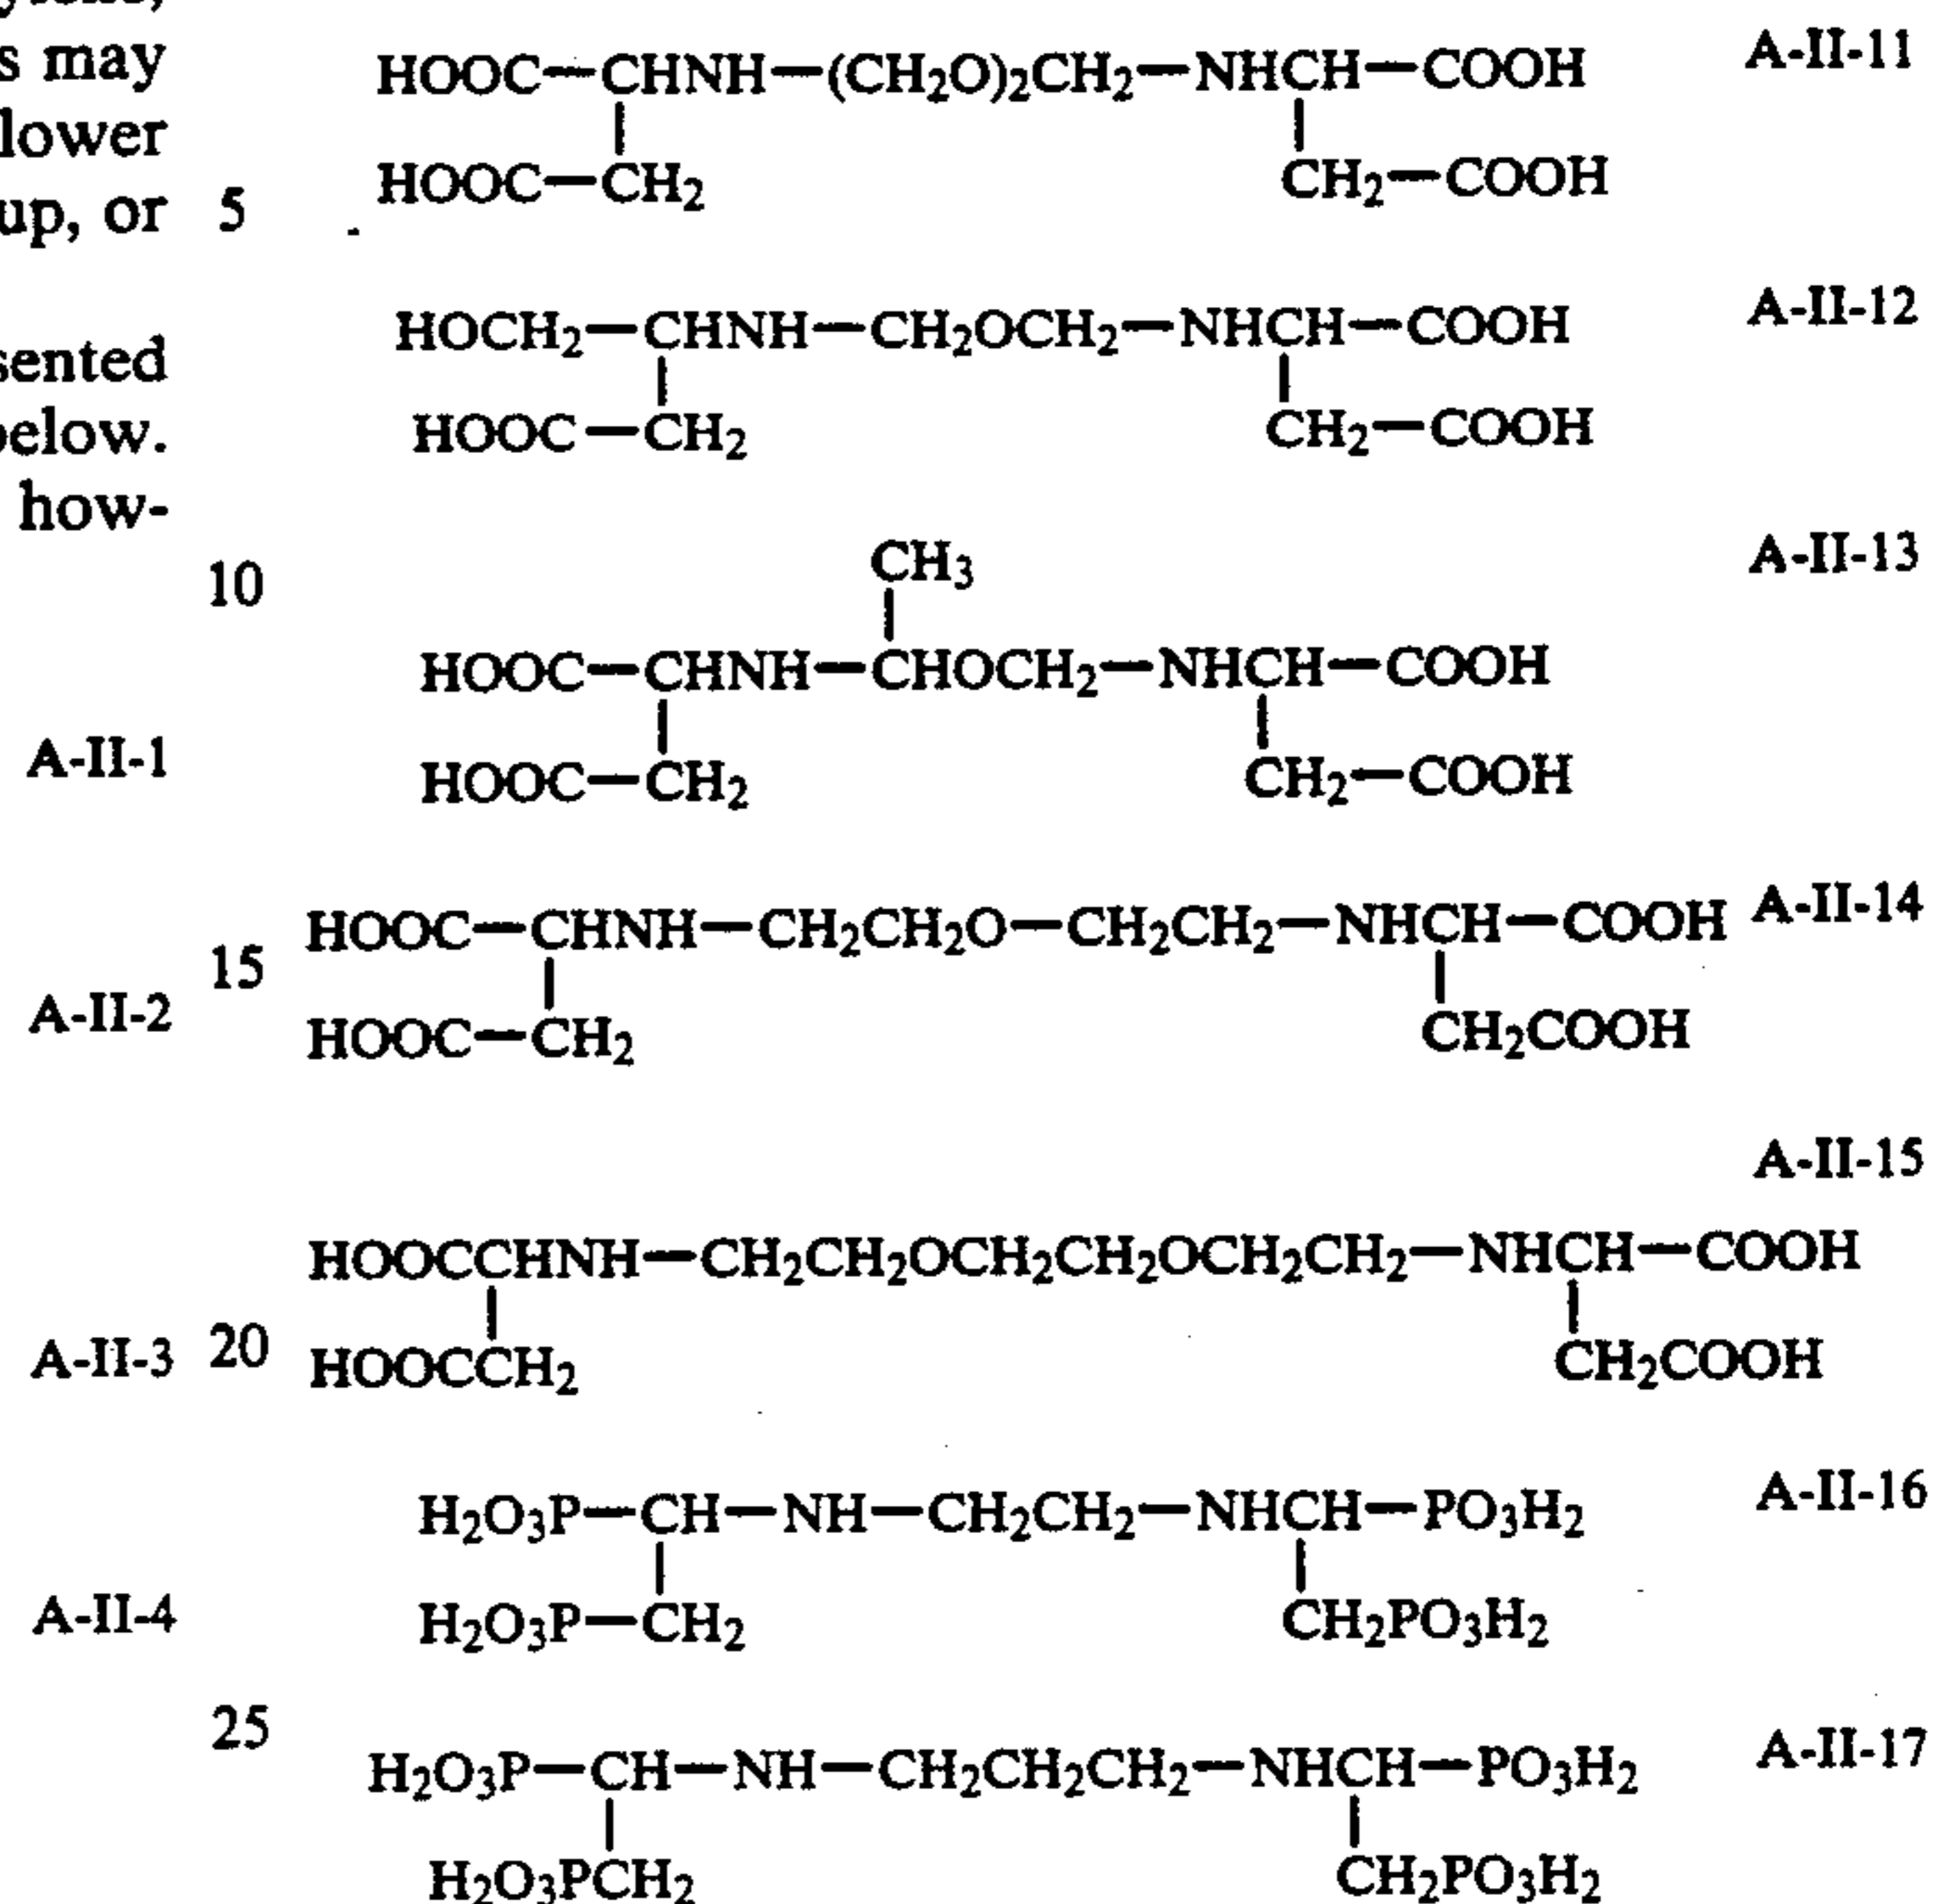 s may
lower
up, or
sented
below.
how-
A-II-1
A-II-2
A-II-3
A-II-4
5
10
15
20
25
HOOC—CHNH—(CH₂O)₂CH₂—NHCH—COOH A-II-11
HOOC—CH₂ CH₂—COOH
HOCH₂—CHNH—CH₂OCH₂—NHCH—COOH A-II-12
HOOC—CH₂ CH₂—COOH
A-II-13
CH₃
HOOC—CHNH—CHOCH₂—NHCH—COOH
HOOC—CH₂ CH₂—COOH
HOOC—CHNH—CH₂CH₂O—CH₂CH₂—NHCH—COOH A-II-14
HOOC—CH₂ CH₂COOH
A-II-15
HOOCCHNH—CH₂CH₂OCH₂CH₂OCH₂CH₂—NHCH—COOH
HOOCCH₂ CH₂COOH
H₂O₃P—CH—NH—CH₂CH₂—NHCH—PO₃H₂ A-II-16
H₂O₃P—CH₂ CH₂PO₃H₂
H₂O₃P—CH—NH—CH₂CH₂CH₂—NHCH—PO₃H₂ A-II-17
H₂O₃PCH₂ CH₂PO₃H₂